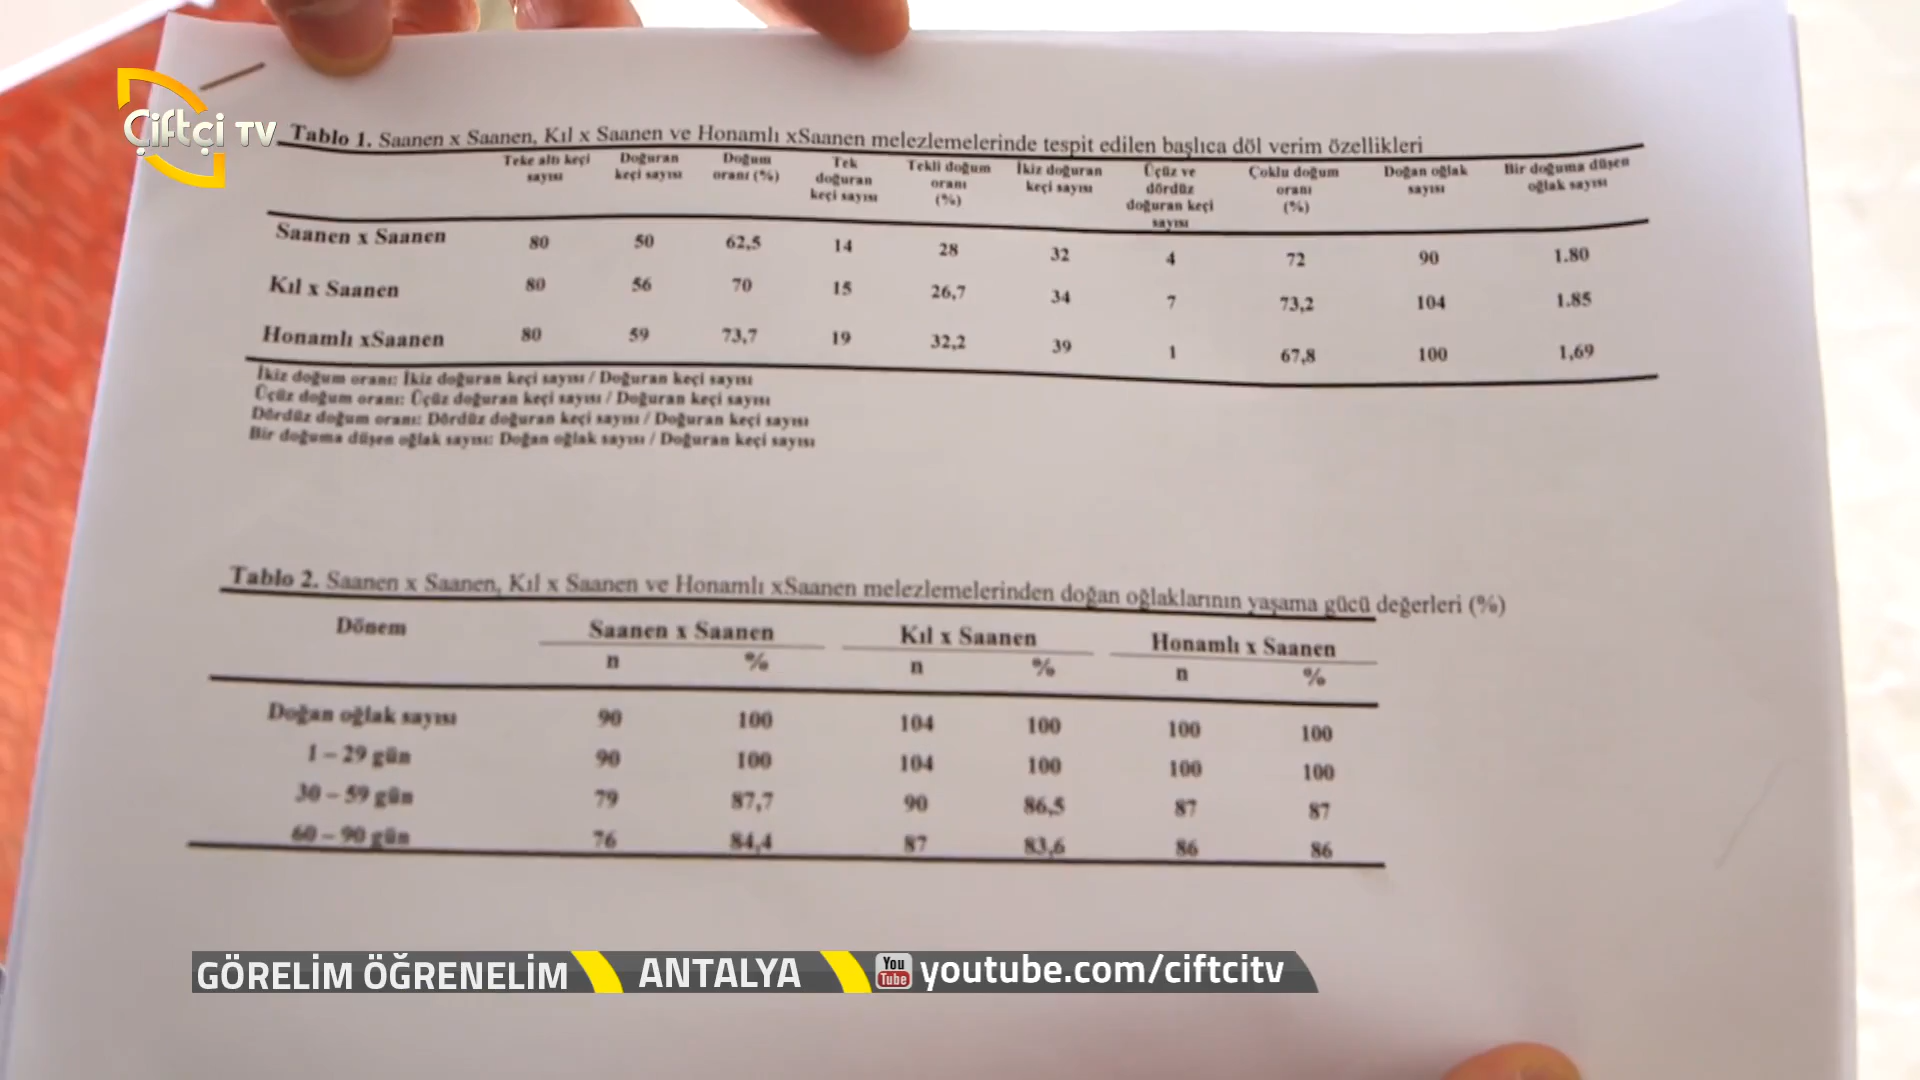 Çiftçi TV
Tablo 1. Saanen x Saanen, Kıl x Saanen ve Honamlı xSaanen melezlemelerinde tespit edilen başlıca döl verim özellikleri
Teke altı keçi sayısı Doğuran keçi sayısı Doğum oranı (%) Tek doğuran keçi sayısı Tekli doğum oranı (%) İkiz doğuran keçi sayısı Üçüz ve dördüz doğuran keçi sayısı Çoklu doğum oranı (%) Doğan oğlak sayısı Bir doğuma düşen oğlak sayısı
Saanen x Saanen 80 50 62,5 14 28 32 4 72 90 1.80
Kıl x Saanen 80 56 70 15 26,7 34 7 73,2 104 1.85
Honamlı xSaanen 80 59 73,7 19 32,2 39 1 67,8 100 1,69
İkiz doğum oranı: İkiz doğuran keçi sayısı / Doğuran keçi sayısı
Üçüz doğum oranı: Üçüz doğuran keçi sayısı / Doğuran keçi sayısı
Dördüz doğum oranı: Dördüz doğuran keçi sayısı / Doğuran keçi sayısı
Bir doğuma düşen oğlak sayısı: Doğan oğlak sayısı / Doğuran keçi sayısı
Tablo 2. Saanen x Saanen, Kıl x Saanen ve Honamlı xSaanen melezlemelerinden doğan oğlaklarının yaşama gücü değerleri (%)
Dönem Saanen x Saanen Kıl x Saanen Honamlı x Saanen
n % n % n %
Doğan oğlak sayısı 90 100 104 100 100 100
1 – 29 gün 90 100 104 100 100 100
30 – 59 gün 79 87,7 90 86,5 87 87
60 – 90 gün 76 84,4 87 83,6 86 86
GÖRELİM ÖĞRENELİM ANTALYA You Tube youtube.com/ciftcitv